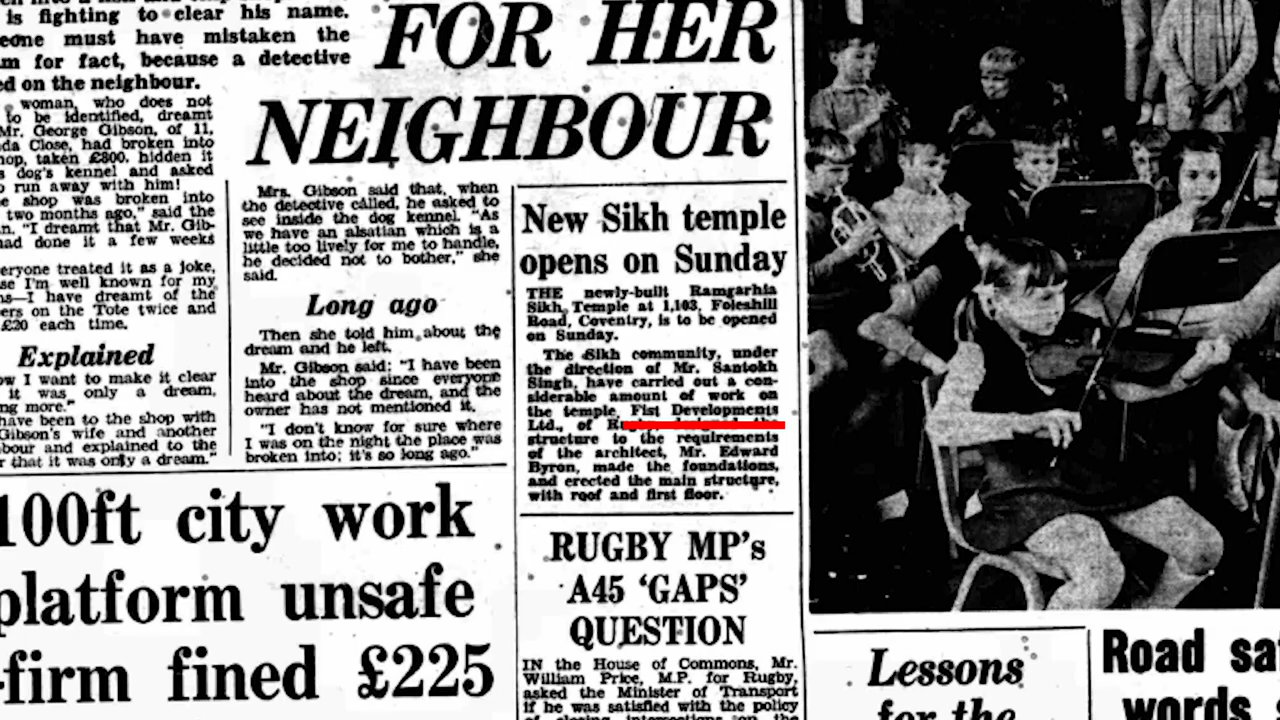 is fighting to clear his name.
must have mistaken the
for fact, because a detective
on the neighbour.
woman, who does not
to be identified, dreamt
Mr. George Gibson, of 11,
Close, had broken into
taken £800, hidden it
dog's kennel and asked
run away with him!
shop was broken into
two months ago," said the
"I dreamt that Mr. Gib-
had done it a few weeks
treated it as a joke,
I'm well known for my
I have dreamt of the
on the Tote twice and
£20 each time.
Explained
I want to make it clear
it was only a dream,
more."
have been to the shop with
Gibson's wife and another
and explained to the
that it was only a dream."
FOR HER
NEIGHBOUR
Mrs. Gibson said that, when
the detective called, he asked to
see inside the dog kennel. "As
we have an alsatian which is a
little too lively for me to handle,
he decided not to bother," she
said.
Long ago
Then she told him about the
dream and he left.
Mr. Gibson said: "I have been
into the shop since everyone
heard about the dream, and the
owner has not mentioned it.
"I don't know for sure where
I was on the night the place was
broken into; it's so long ago."
100ft city work
platform unsafe
-firm fined £225
New Sikh temple
opens on Sunday
THE newly-built Ramgarhia
Sikh Temple at 1,103, Foleshill
Road, Coventry, is to be opened
on Sunday.
The Sikh community, under
the direction of Mr. Santokh
Singh, have carried out a con-
siderable amount of work on
the temple. Fist Developments
Ltd., of Rugby, designed the
structure to the requirements
of the architect, Mr. Edward
Byron, made the foundations,
and erected the main structure,
with roof and first floor.
RUGBY MP's
A45 'GAPS'
QUESTION
IN the House of Commons, Mr.
William Price, M.P. for Rugby,
asked the Minister of Transport
if he was satisfied with the policy
of closing intersections on the
Lessons
for the
Road
words